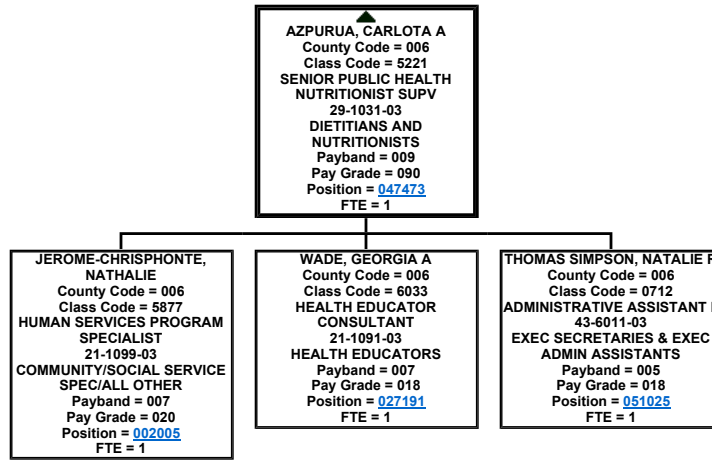 AZPURUA, CARLOTA A
County Code = 006
Class Code = 5221
SENIOR PUBLIC HEALTH
NUTRITIONIST SUPV
29-1031-03
DIETITIANS AND
NUTRITIONISTS
Payband = 009
Pay Grade = 090
Position = 047473
FTE = 1
JEROME-CHRISPHONTE,
NATHALIE
County Code = 006
Class Code = 5877
HUMAN SERVICES PROGRAM
SPECIALIST
21-1099-03
COMMUNITY/SOCIAL SERVICE
SPEC/ALL OTHER
Payband = 007
Pay Grade = 020
Position = 002005
FTE = 1
WADE, GEORGIA A
County Code = 006
Class Code = 6033
HEALTH EDUCATOR
CONSULTANT
21-1091-03
HEALTH EDUCATORS
Payband = 007
Pay Grade = 018
Position = 027191
FTE = 1
THOMAS SIMPSON, NATALIE
County Code = 006
Class Code = 0712
ADMINISTRATIVE ASSISTANT
43-6011-03
EXEC SECRETARIES & EXEC
ADMIN ASSISTANTS
Payband = 005
Pay Grade = 018
Position = 051025
FTE = 1